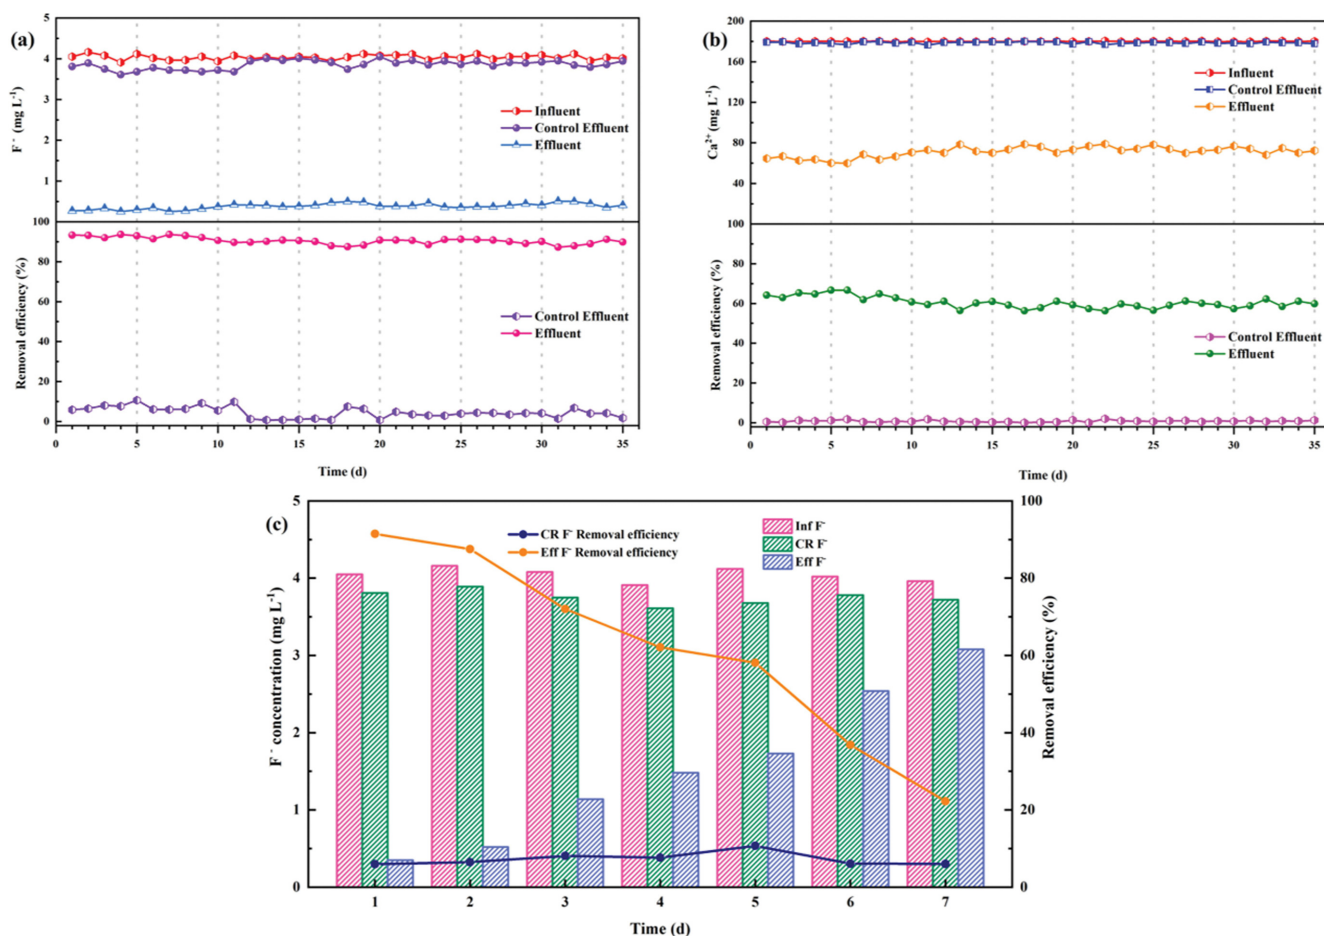 (a)
F⁻ (mg L⁻¹)
5
4
3
2
1
Influent
Control Effluent
Effluent
Removal efficiency (%)
100
80
60
40
20
0
Control Effluent
Effluent
0 5 10 15 20 25 30 35
Time (d)
(b)
Ca²⁺ (mg L⁻¹)
200
160
120
80
40
Influent
Control Effluent
Effluent
Removal efficiency (%)
100
80
60
40
20
0
Control Effluent
Effluent
0 5 10 15 20 25 30 35
Time (d)
(c)
F⁻ concentration (mg L⁻¹)
5
4
3
2
1
0
CR F⁻ Removal efficiency
Eff F⁻ Removal efficiency
Inf F⁻
CR F⁻
Eff F⁻
Removal efficiency (%)
100
80
60
40
20
0
1 2 3 4 5 6 7
Time (d)